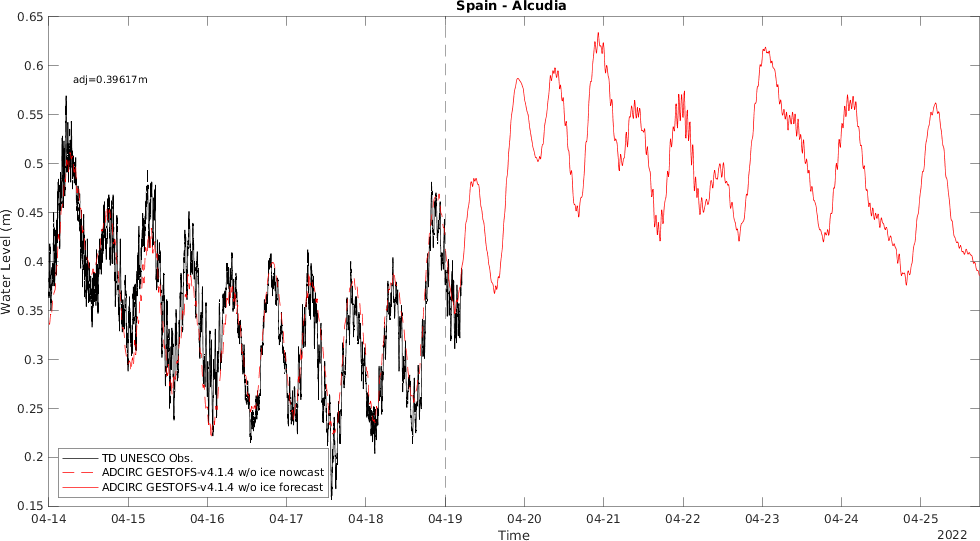 Spain - Alcudia
0.65
0.6
adj=0.39617m
0.55
0.5
0.45
0.4
Water Level (m)
0.35
0.3
0.25
0.2
0.15
TD UNESCO Obs.
ADCIRC GESTOFS-v4.1.4 w/o ice nowcast
ADCIRC GESTOFS-v4.1.4 w/o ice forecast
04-14 04-15 04-16 04-17 04-18 04-19 04-20 04-21 04-22 04-23 04-24 04-25
Time
2022